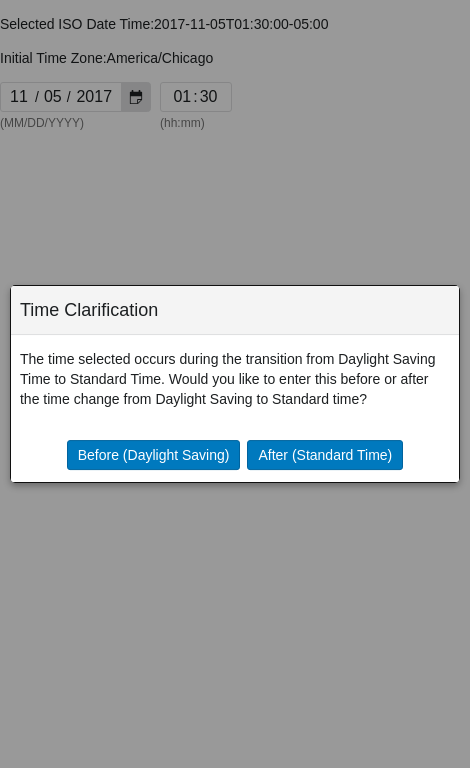 Selected ISO Date Time:2017-11-05T01:30:00-05:00
Initial Time Zone:America/Chicago
11 / 05 / 2017 01:30
(MM/DD/YYYY) (hh:mm)
Time Clarification
The time selected occurs during the transition from Daylight Saving
Time to Standard Time. Would you like to enter this before or after
the time change from Daylight Saving to Standard time?
Before (Daylight Saving) After (Standard Time)